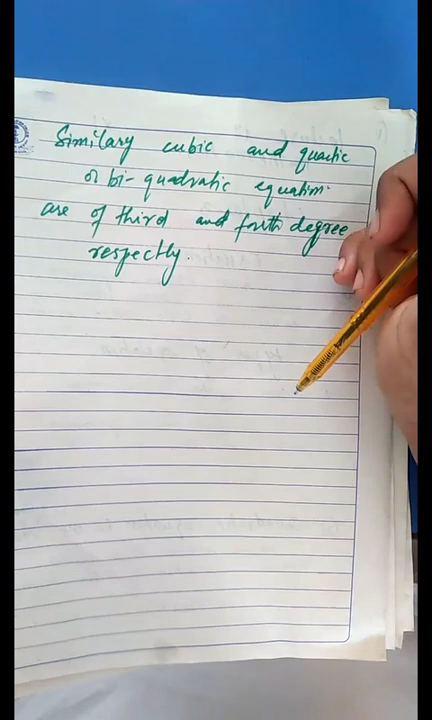 Similary cubic and quartic
or bi-quadratic equation.
are of third and forth degree
respectly.